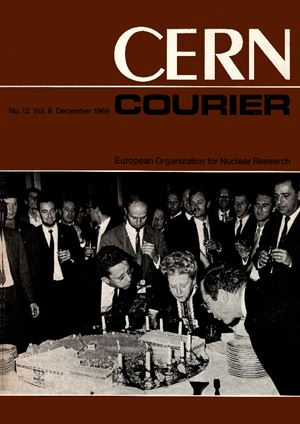 CERN
No. 12 Vol. 9 December 1969
COURIER
European Organization for Nuclear Research